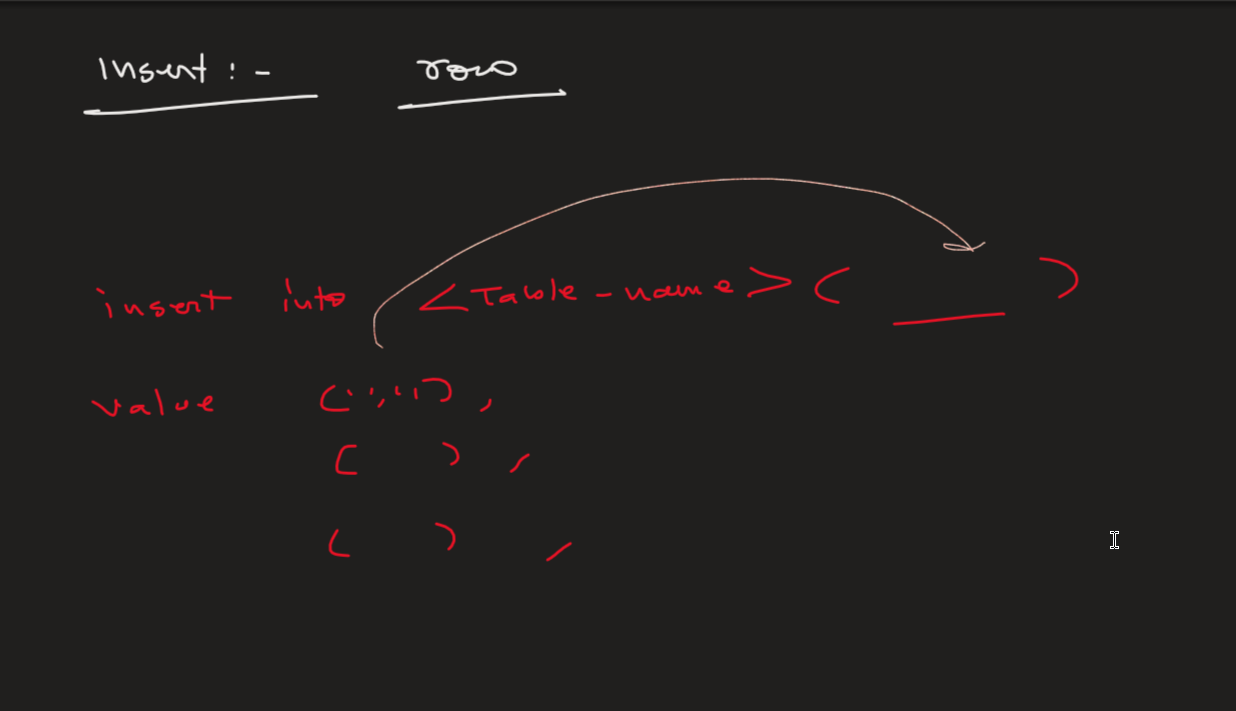 Insert : - row
insert into <Table-name> ( )
value ( , , , ) ,
( ) ,
( ) ,